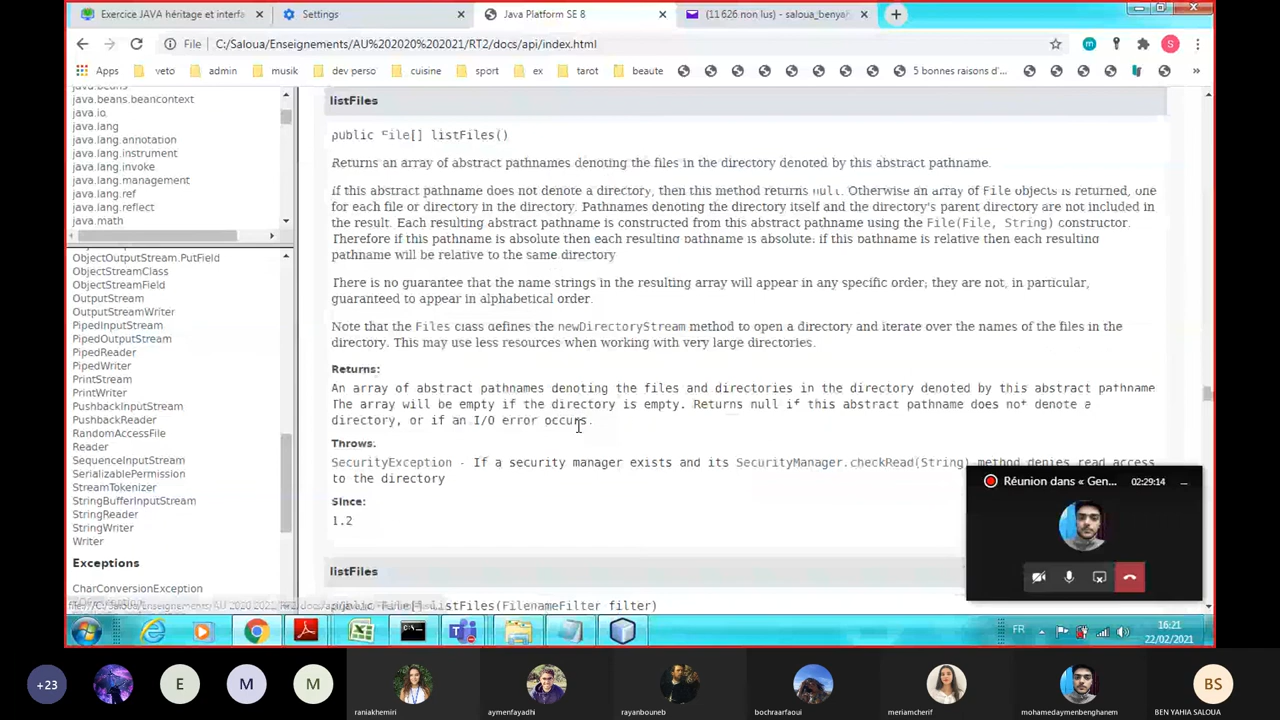 Exercice JAVA héritage et interfa
Settings
Java Platform SE 8
(11 626 non lus) - saloua_benyah
File
C:/Saloua/Enseignements/AU%202020%202021/RT2/docs/api/index.html
S
Apps
veto
admin
musik
dev perso
cuisine
sport
ex
tarot
beaute
5 bonnes raisons d'...
»
java.beans
java.beans.beancontext
java.io
java.lang
java.lang.annotation
java.lang.instrument
java.lang.invoke
java.lang.management
java.lang.ref
java.lang.reflect
java.math
ObjectOutputStream.PutField
ObjectStreamClass
ObjectStreamField
OutputStream
OutputStreamWriter
PipedInputStream
PipedOutputStream
PipedReader
PipedWriter
PrintStream
PrintWriter
PushbackInputStream
PushbackReader
RandomAccessFile
Reader
SequenceInputStream
SerializablePermission
StreamTokenizer
StringBufferInputStream
StringReader
StringWriter
Writer
Exceptions
CharConversionException
listFiles
public File[] listFiles()
Returns an array of abstract pathnames denoting the files in the directory denoted by this abstract pathname.
If this abstract pathname does not denote a directory, then this method returns null. Otherwise an array of File objects is returned, one
for each file or directory in the directory. Pathnames denoting the directory itself and the directory's parent directory are not included in
the result. Each resulting abstract pathname is constructed from this abstract pathname using the File(File, String) constructor.
Therefore if this pathname is absolute then each resulting pathname is absolute; if this pathname is relative then each resulting
pathname will be relative to the same directory
There is no guarantee that the name strings in the resulting array will appear in any specific order; they are not, in particular,
guaranteed to appear in alphabetical order.
Note that the Files class defines the newDirectoryStream method to open a directory and iterate over the names of the files in the
directory. This may use less resources when working with very large directories.
Returns:
An array of abstract pathnames denoting the files and directories in the directory denoted by this abstract pathname
The array will be empty if the directory is empty. Returns null if this abstract pathname does not denote a
directory, or if an I/O error occurs.
Throws:
SecurityException - If a security manager exists and its SecurityManager.checkRead(String) method denies read access
to the directory
Since:
1.2
listFiles
listFiles(FilenameFilter filter)
Réunion dans « Gen...
02:29:14
FR
16:21
22/02/2021
+23
E
M
M
raniakhemiri
aymenfayadhi
rayanbouneb
bochraarfaoui
meriamcherif
mohamedaymenbenghanem
BS
BEN YAHIA SALOUA